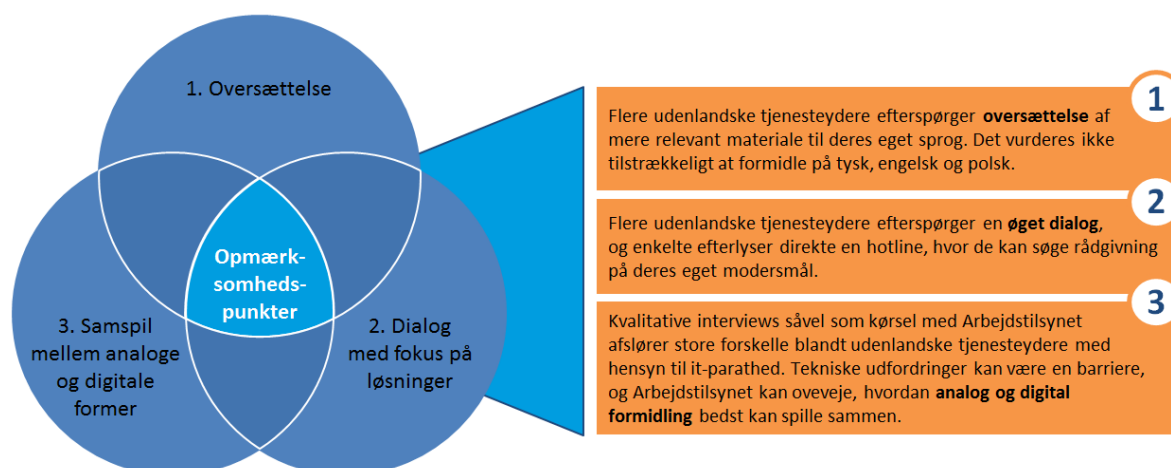 1. Oversættelse
Opmærk-
somheds-
punkter
3. Samspil
mellem analoge
og digitale
former
2. Dialog
med fokus på
løsninger
1
Flere udenlandske tjenesteydere efterspørger oversættelse af
mere relevant materiale til deres eget sprog. Det vurderes ikke
tilstrækkeligt at formidle på tysk, engelsk og polsk.
2
Flere udenlandske tjenesteydere efterspørger en øget dialog,
og enkelte efterlyser direkte en hotline, hvor de kan søge rådgivning
på deres eget modersmål.
3
Kvalitative interviews såvel som kørsel med Arbejdstilsynet
afslører store forskelle blandt udenlandske tjenesteydere med
hensyn til it-parathed. Tekniske udfordringer kan være en barriere,
og Arbejdstilsynet kan oveveje, hvordan analog og digital
formidling bedst kan spille sammen.